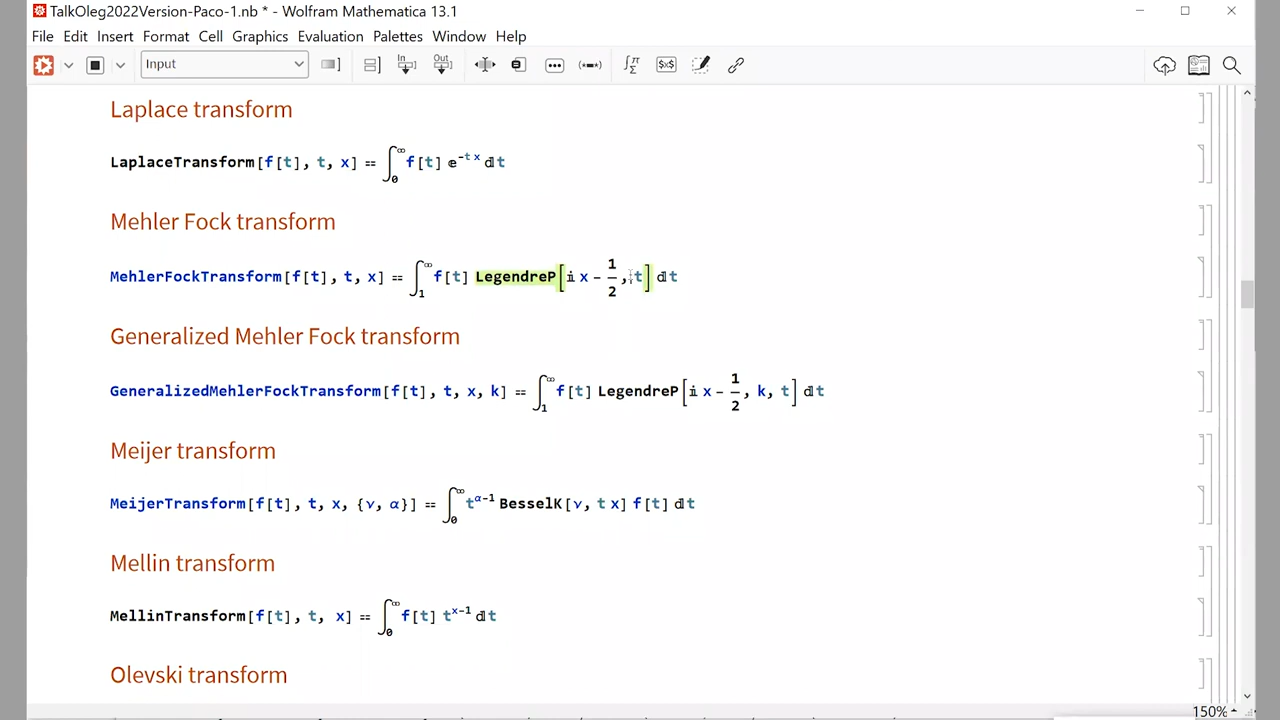 TalkOleg2022Version-Paco-1.nb * - Wolfram Mathematica 13.1
File Edit Insert Format Cell Graphics Evaluation Palettes Window Help
Input In Out ∫Σπ $x$
Laplace transform
LaplaceTransform[f[t], t, x] == ∫₀^∞ f[t] ⅇ^(-t x) ⅆt
Mehler Fock transform
MehlerFockTransform[f[t], t, x] == ∫₁^∞ f[t] LegendreP[ⅈ x - 1/2, t] ⅆt
Generalized Mehler Fock transform
GeneralizedMehlerFockTransform[f[t], t, x, k] == ∫₁^∞ f[t] LegendreP[ⅈ x - 1/2, k, t] ⅆt
Meijer transform
MeijerTransform[f[t], t, x, {ν, α}] == ∫₀^∞ t^(α-1) BesselK[ν, t x] f[t] ⅆt
Mellin transform
MellinTransform[f[t], t, x] == ∫₀^∞ f[t] t^(x-1) ⅆt
Olevski transform
150%